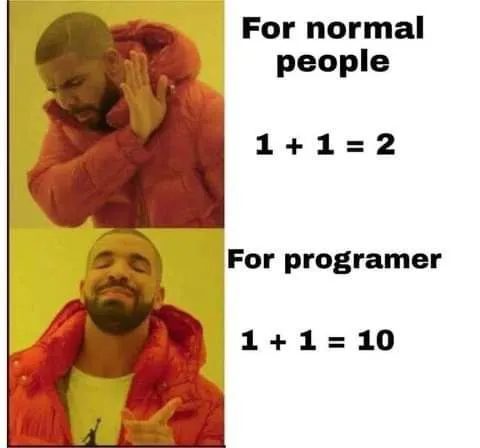 For normal
people
1 + 1 = 2
For programer
1 + 1 = 10